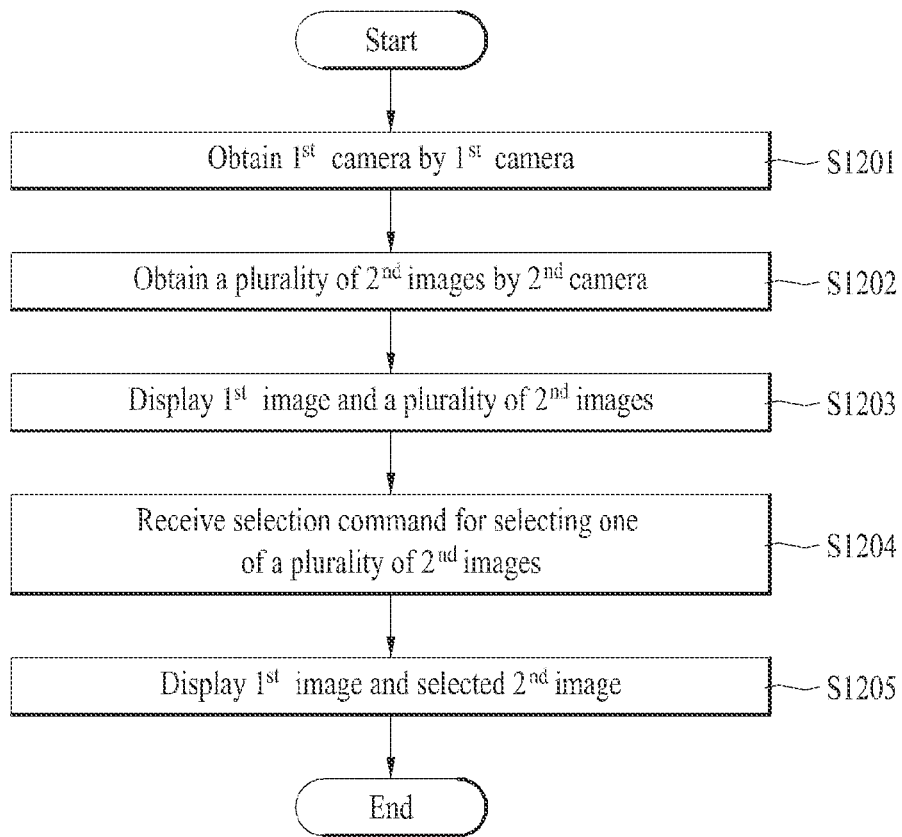 Start
Obtain 1st camera by 1st camera
S1201
Obtain a plurality of 2nd images by 2nd camera
S1202
Display 1st image and a plurality of 2nd images
S1203
Receive selection command for selecting one
of a plurality of 2nd images
S1204
Display 1st image and selected 2nd image
S1205
End